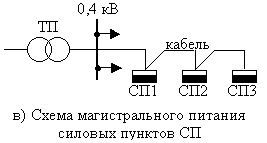 0,4 кВ
ТП
кабель
СП1
СП2
СП3
в) Схема магистрального питания
силовых пунктов СП